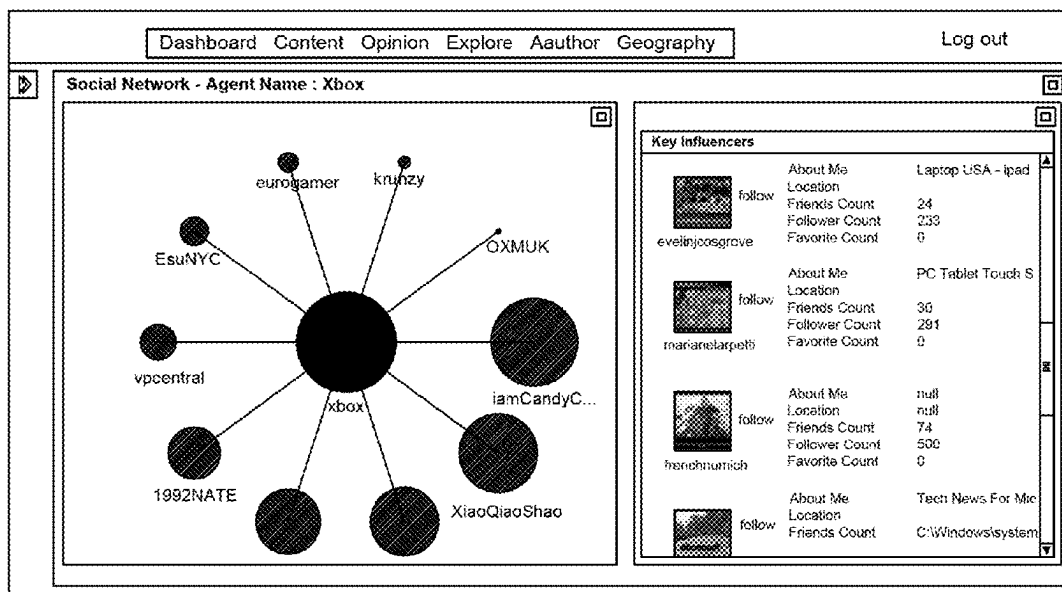 Dashboard Content Opinion Explore Aauthor Geography
Log out
Social Network - Agent Name : Xbox
eurogamer
krunzy
EsuNYC
OXMUK
vpcentral
xbox
iamCandyC...
1992NATE
XiaoQiaoShao
Key Influencers
follow
evelinjcosgrove
About Me Laptop USA - ipad
Location
Friends Count 24
Follower Count 233
Favorite Count 0
follow
About Me PC Tablet Touch S
Location
Friends Count 30
Follower Count 291
Favorite Count 0
follow
About Me null
Location null
Friends Count 74
Follower Count 500
Favorite Count 0
follow
About Me Tech News For Mic
Location
Friends Count C:\Windows\system